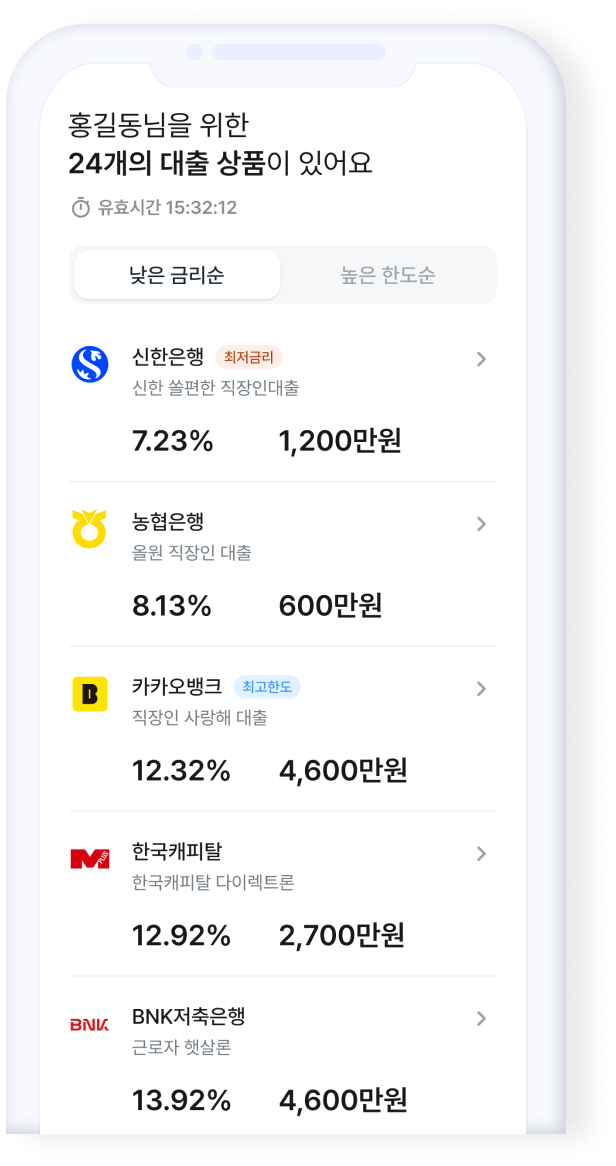 홍길동님을 위한
24개의 대출 상품이 있어요
유효시간 15:32:12
낮은 금리순 높은 한도순
신한은행 최저금리
신한 쏠편한 직장인대출
7.23% 1,200만원
농협은행
올원 직장인 대출
8.13% 600만원
B
카카오뱅크 최고한도
직장인 사랑해 대출
12.32% 4,600만원
M PLUS
한국캐피탈
한국캐피탈 다이렉트론
12.92% 2,700만원
BNK
BNK저축은행
근로자 햇살론
13.92% 4,600만원